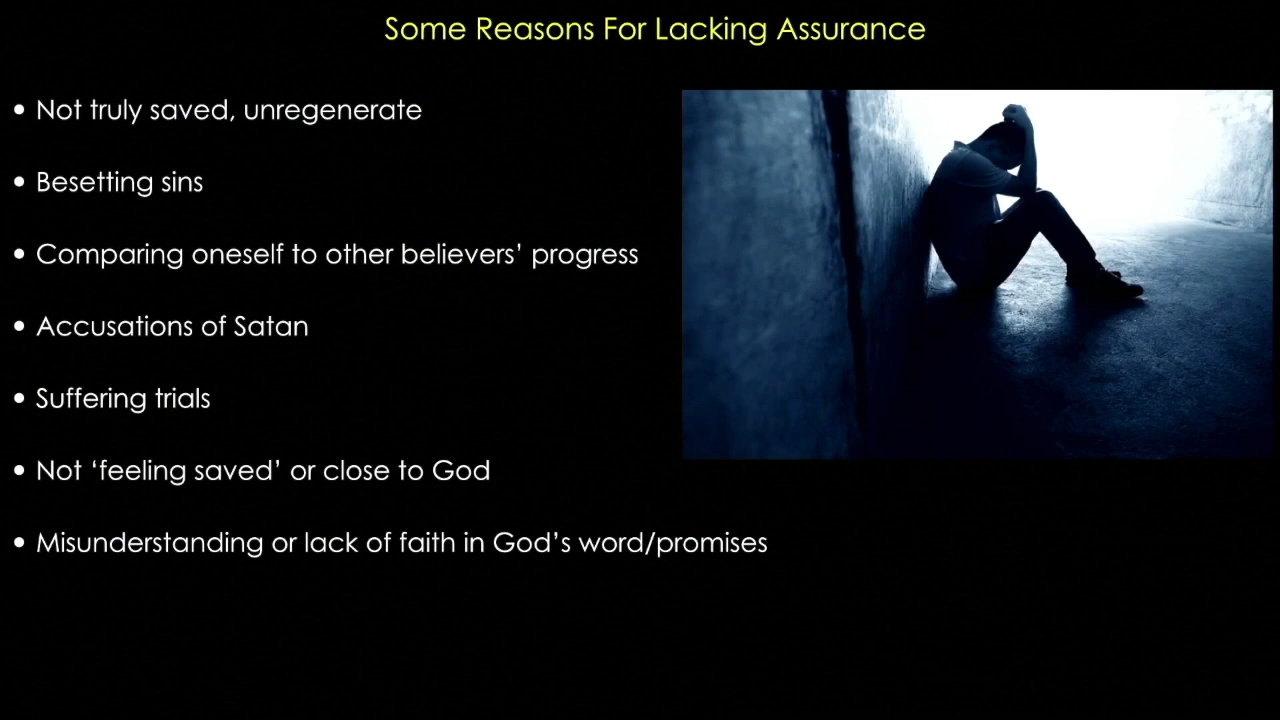 Some Reasons For Lacking Assurance
• Not truly saved, unregenerate
• Besetting sins
• Comparing oneself to other believers’ progress
• Accusations of Satan
• Suffering trials
• Not ‘feeling saved’ or close to God
• Misunderstanding or lack of faith in God’s word/promises